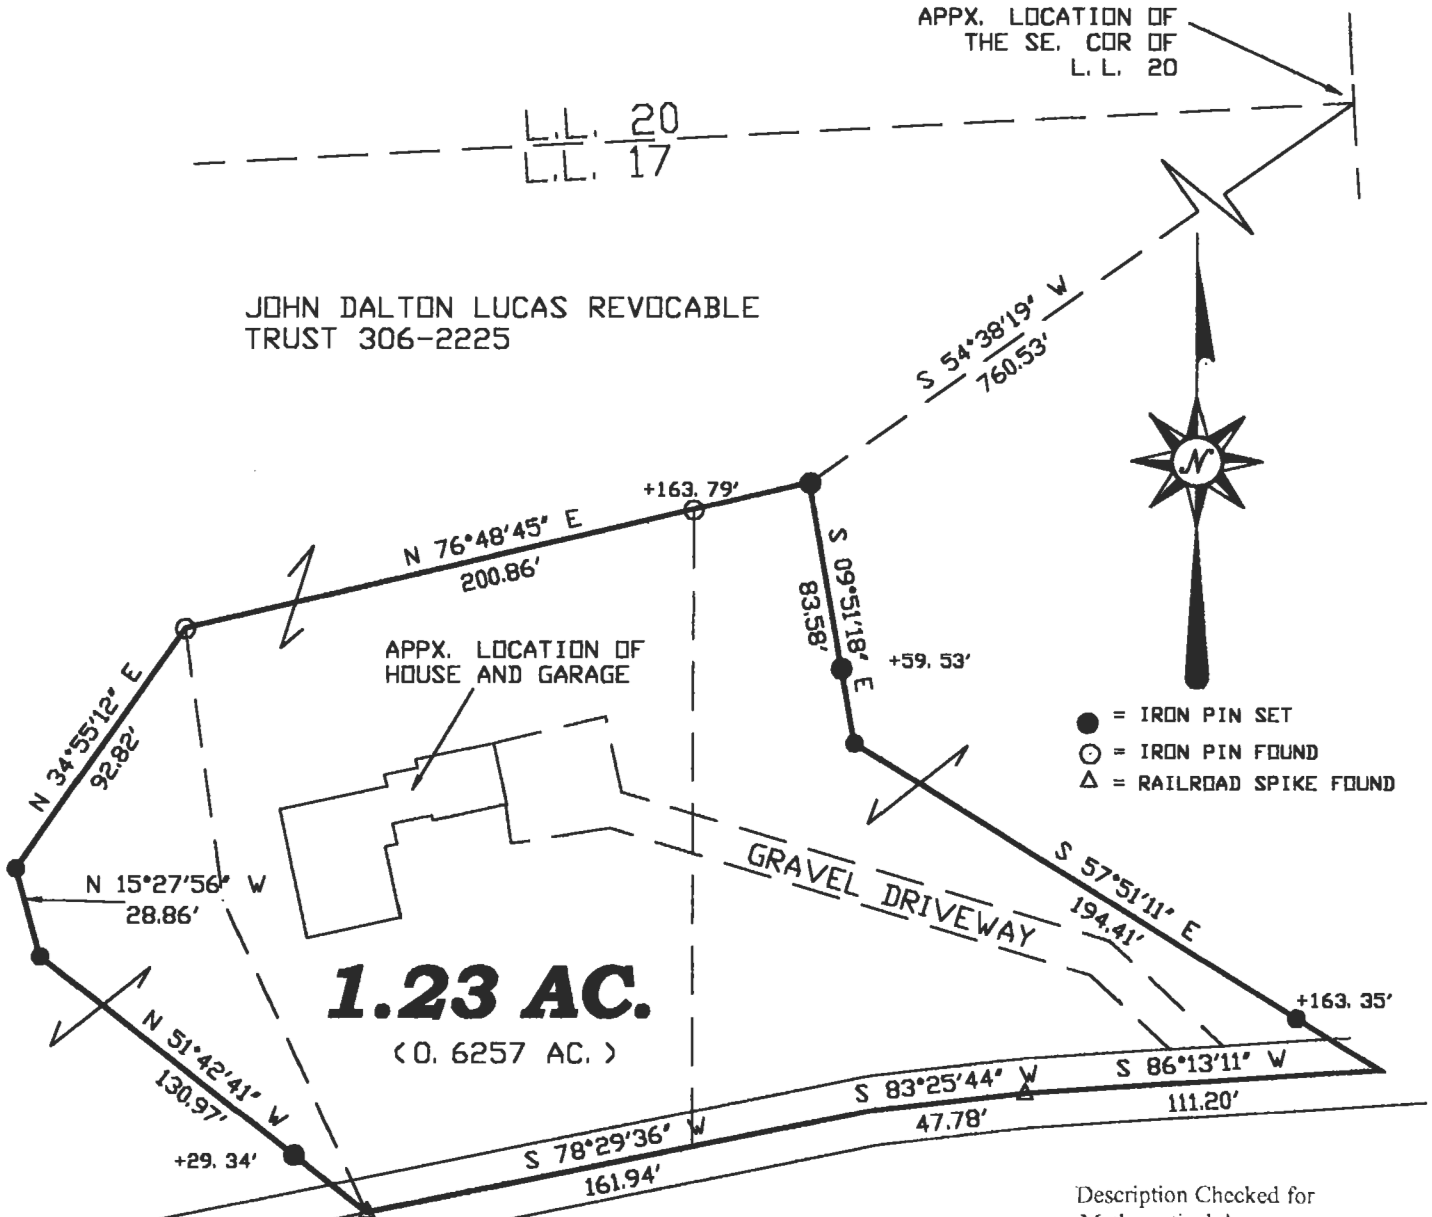 APPX. LOCATION OF
THE SE. COR OF
L.L. 20
L.L. 20
L.L. 17
JOHN DALTON LUCAS REVOCABLE
TRUST 306-2225
S 54°38'19" W
760.53'
+163.79'
N 76°48'45" E
200.86'
S 09°51'18" E
83.58'
+59.53'
N
APPX. LOCATION OF
HOUSE AND GARAGE
N 34°55'12" E
92.82'
● = IRON PIN SET
○ = IRON PIN FOUND
△ = RAILROAD SPIKE FOUND
N 15°27'56" W
28.86'
GRAVEL DRIVEWAY
S 57°51'11" E
194.41'
+163.35'
1.23 AC.
(0.6257 AC.)
N 51°42'41" W
130.97'
+29.34'
S 78°29'36" W
161.94'
S 83°25'44" W
47.78'
S 86°13'11" W
111.20'
Description Checked for